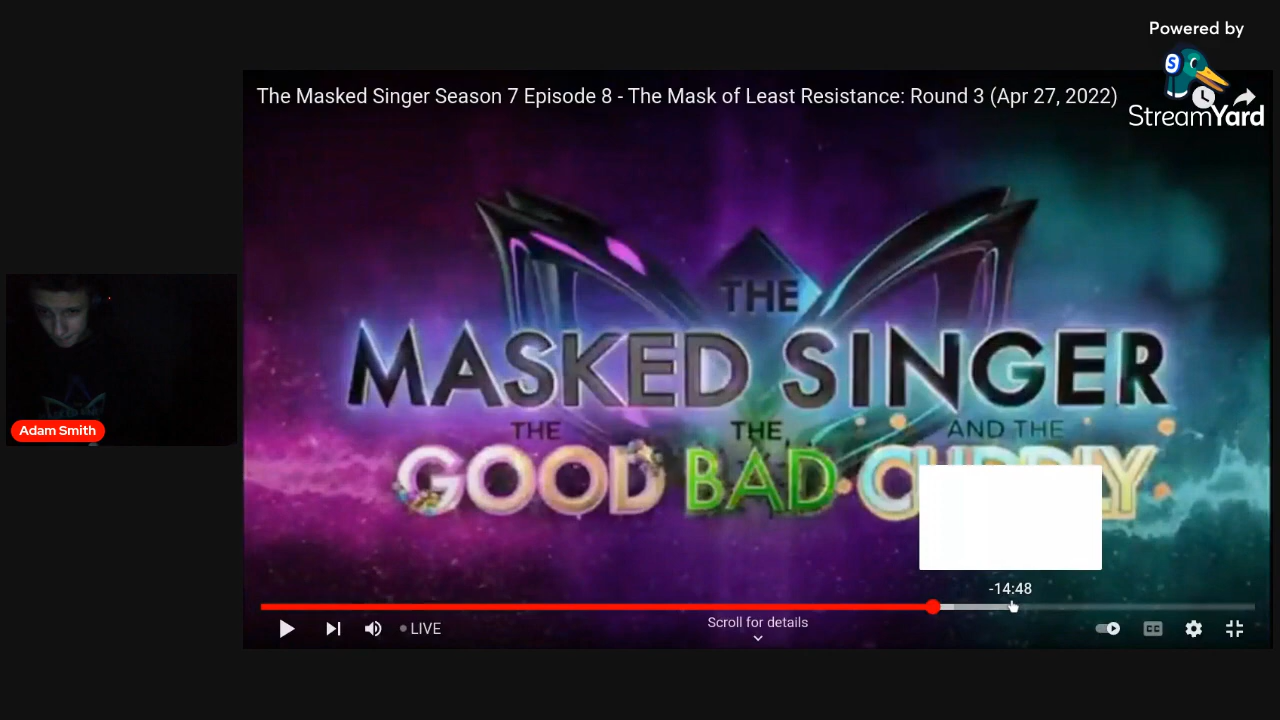 Powered by
S
StreamYard
The Masked Singer Season 7 Episode 8 - The Mask of Least Resistance: Round 3 (Apr 27, 2022)
THE
MASKED SINGER
THE THE AND THE
GOOD BAD
Adam Smith
-14:48
LIVE
Scroll for details
CC